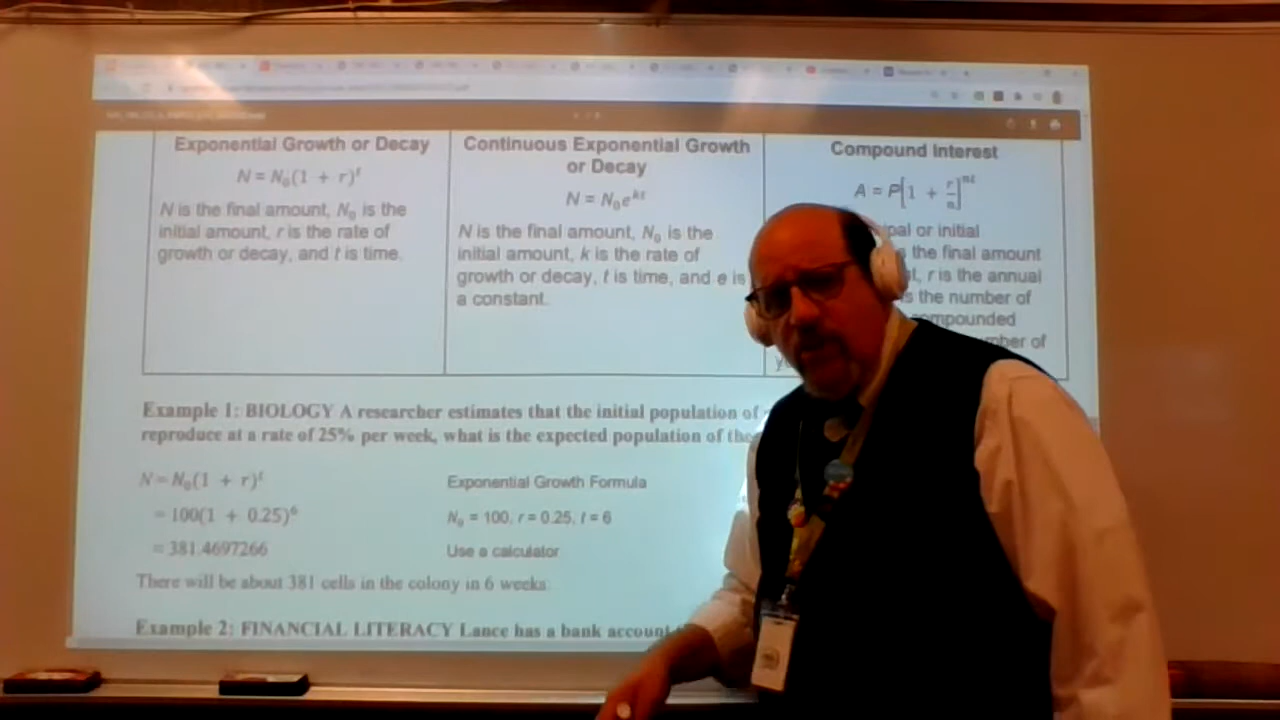 Exponential Growth or Decay
N = N₀(1 + r)ᵗ
N is the final amount, N₀ is the
initial amount, r is the rate of
growth or decay, and t is time.
Continuous Exponential Growth
or Decay
N = N₀eᵏᵗ
N is the final amount, N₀ is the
initial amount, k is the rate of
growth or decay, t is time, and e is
a constant.
Compound Interest
A = P[1 + r/n]ⁿᵗ
or initial
the final amount
r is the annual
is the number of
compounded
of
Example 1: BIOLOGY A researcher estimates that the initial population of
reproduce at a rate of 25% per week, what is the expected population of the
N = N₀(1 + r)ᵗ Exponential Growth Formula
= 100(1 + 0.25)⁶ N₀ = 100, r = 0.25, t = 6
= 381.4697266 Use a calculator
There will be about 381 cells in the colony in 6 weeks.
Example 2: FINANCIAL LITERACY Lance has a bank account